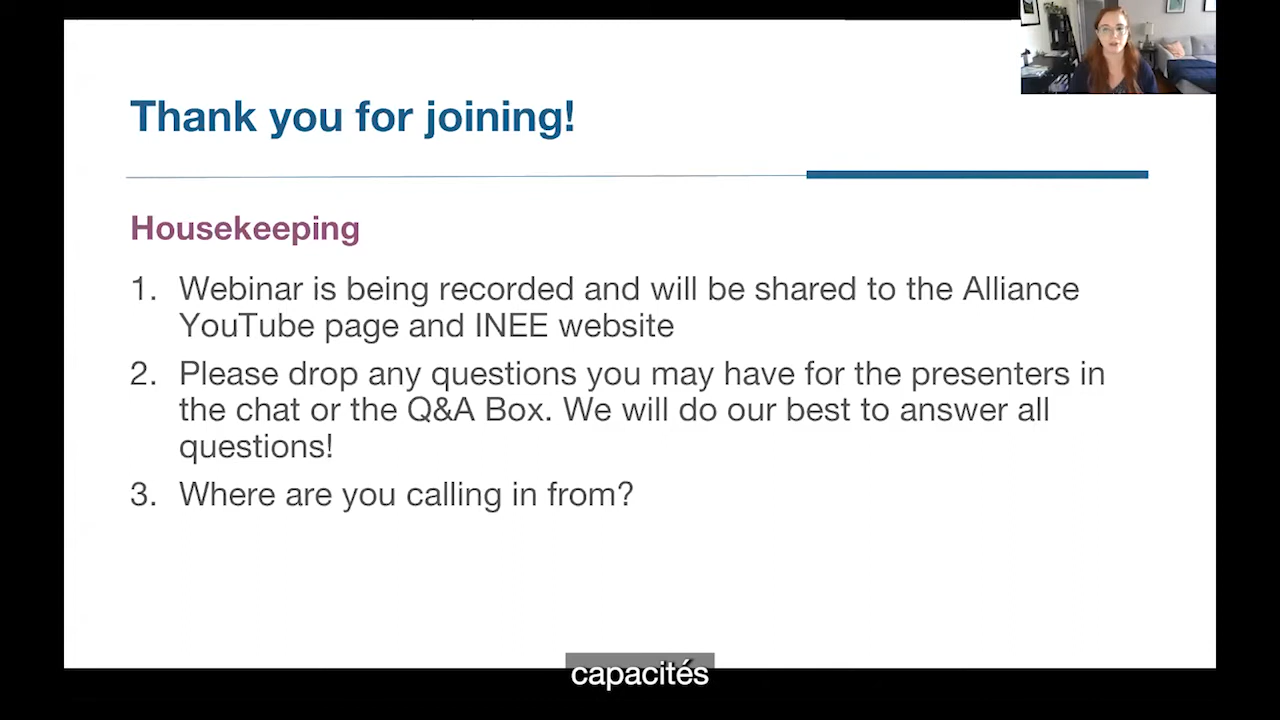 Thank you for joining!
Housekeeping
1. Webinar is being recorded and will be shared to the Alliance
YouTube page and INEE website
2. Please drop any questions you may have for the presenters in
the chat or the Q&A Box. We will do our best to answer all
questions!
3. Where are you calling in from?
capacités